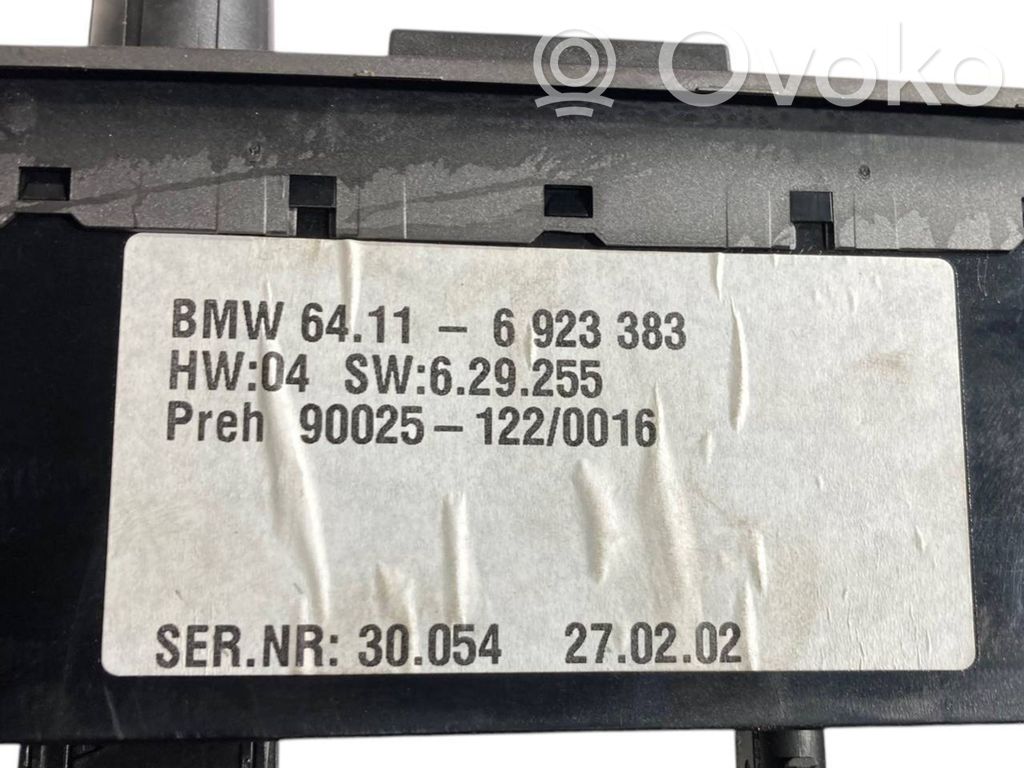 Ovoko
BMW 64.11 – 6 923 383
HW:04 SW:6.29.255
Preh 90025 – 122/0016
SER.NR: 30.054 27.02.02